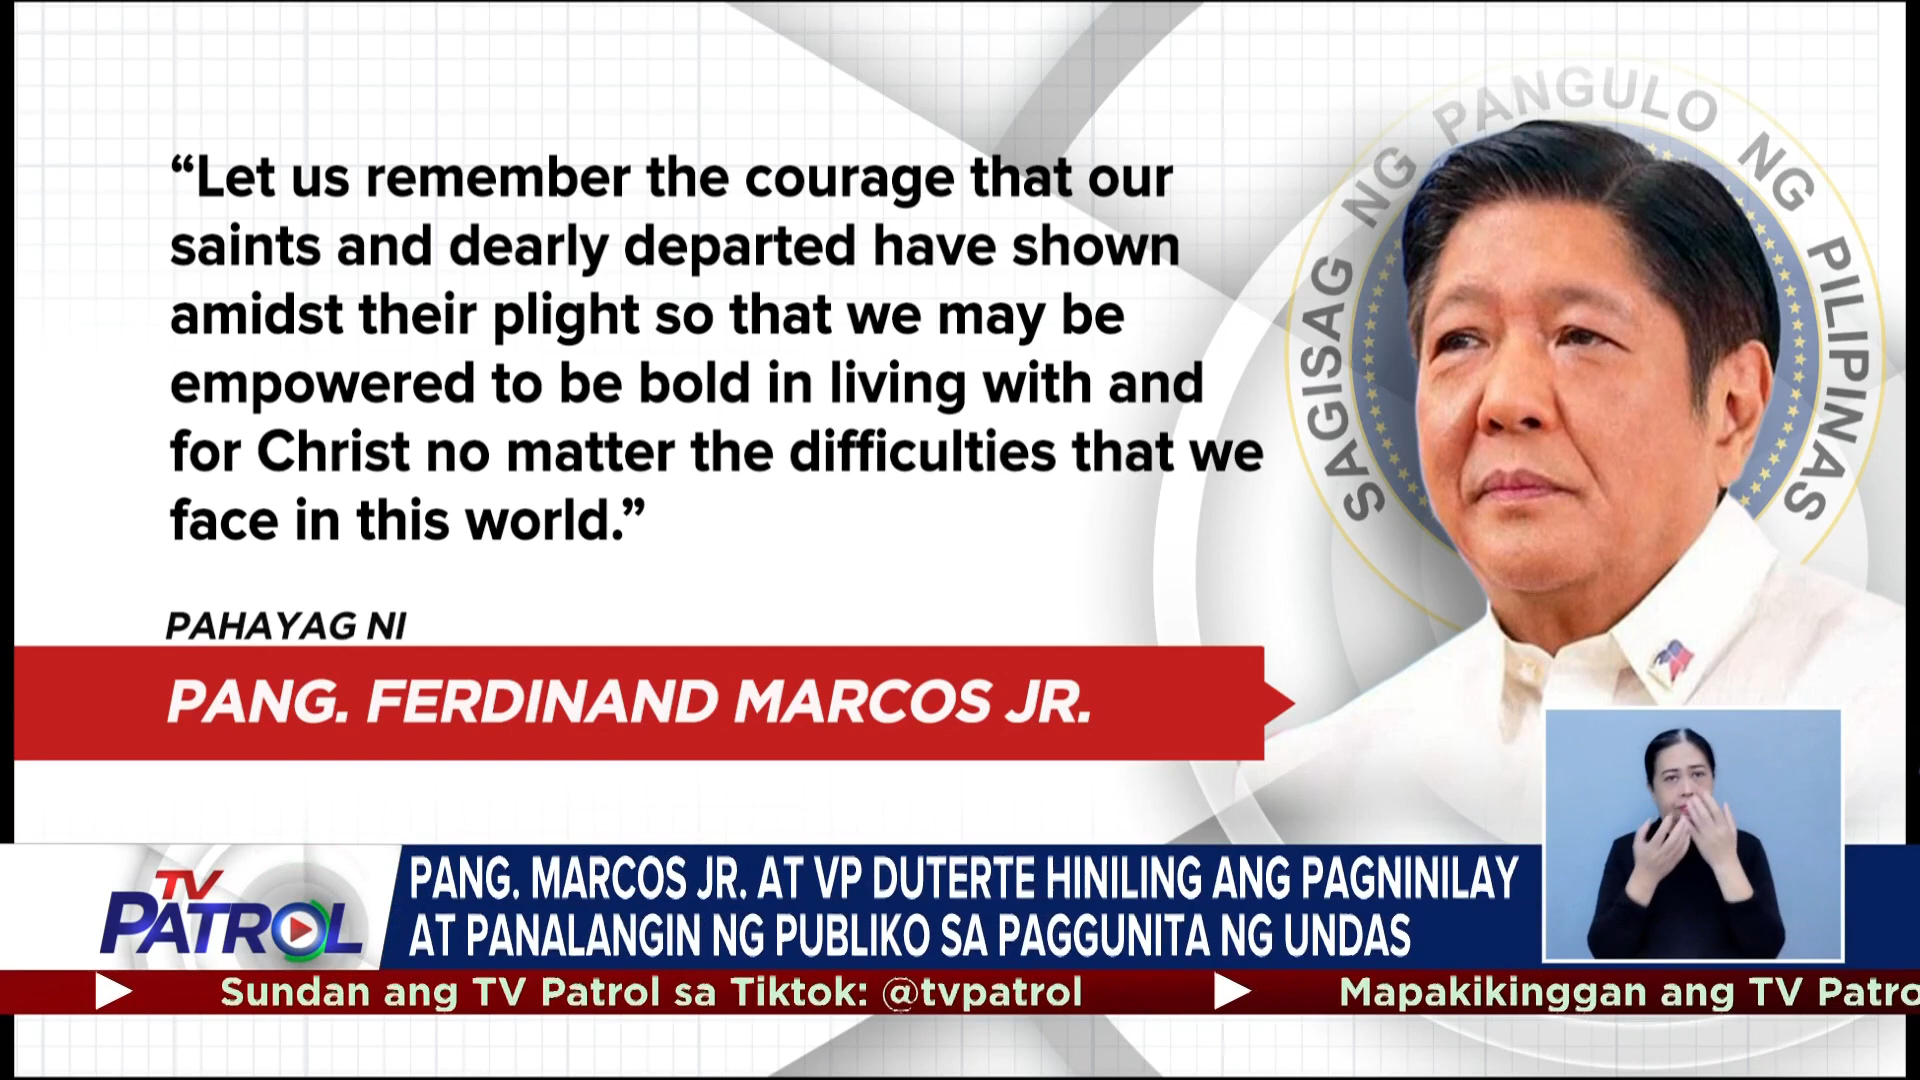 SAGISAG NG PANGULO NG PILIPINAS
“Let us remember the courage that our
saints and dearly departed have shown
amidst their plight so that we may be
empowered to be bold in living with and
for Christ no matter the difficulties that we
face in this world.”
PAHAYAG NI
PANG. FERDINAND MARCOS JR.
TV
PATROL
PANG. MARCOS JR. AT VP DUTERTE HINILING ANG PAGNINILAY
AT PANALANGIN NG PUBLIKO SA PAGGUNITA NG UNDAS
Sundan ang TV Patrol sa Tiktok: @tvpatrol
Mapakikinggan ang TV Patro